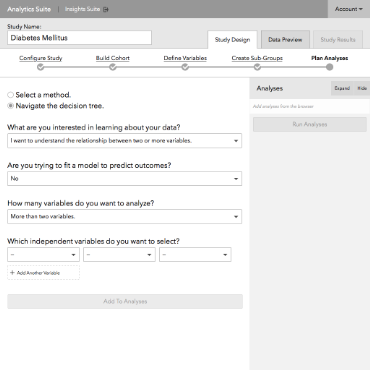 Analytics Suite | Insights Suite Account
Study Name:
Diabetes Mellitus
Study Design Data Preview Study Results
Configure Study Build Cohort Define Variables Create Sub-Groups Plan Analyses
Select a method.
Navigate the decision tree.
Analyses Expand Hide
Add analyses from the browser
Run Analyses
What are you interested in learning about your data?
I want to understand the relationship between two or more variables.
Are you trying to fit a model to predict outcomes?
No
How many variables do you want to analyze?
More than two variables.
Which independent variables do you want to select?
– – –
+ Add Another Variable
Add To Analyses